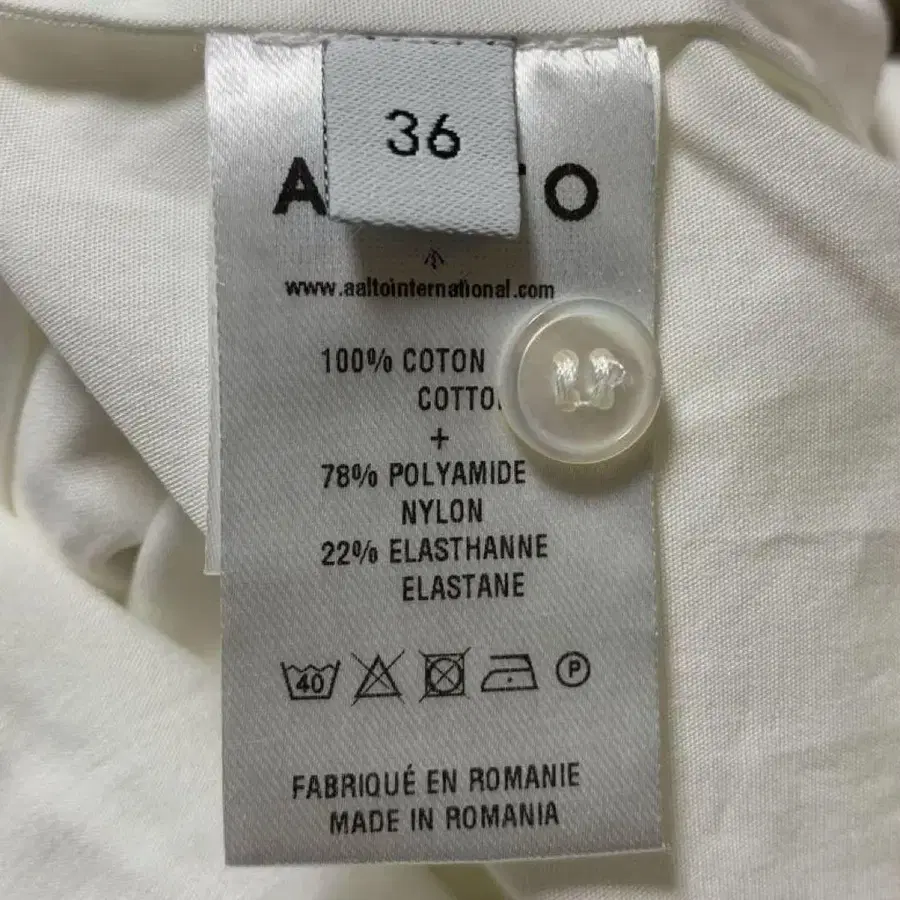 36
www.aaltointernational.com
100% COTON
+
78% POLYAMIDE
NYLON
22% ELASTHANNE
ELASTANE
40
P
FABRIQUÉ EN ROMANIE
MADE IN ROMANIA